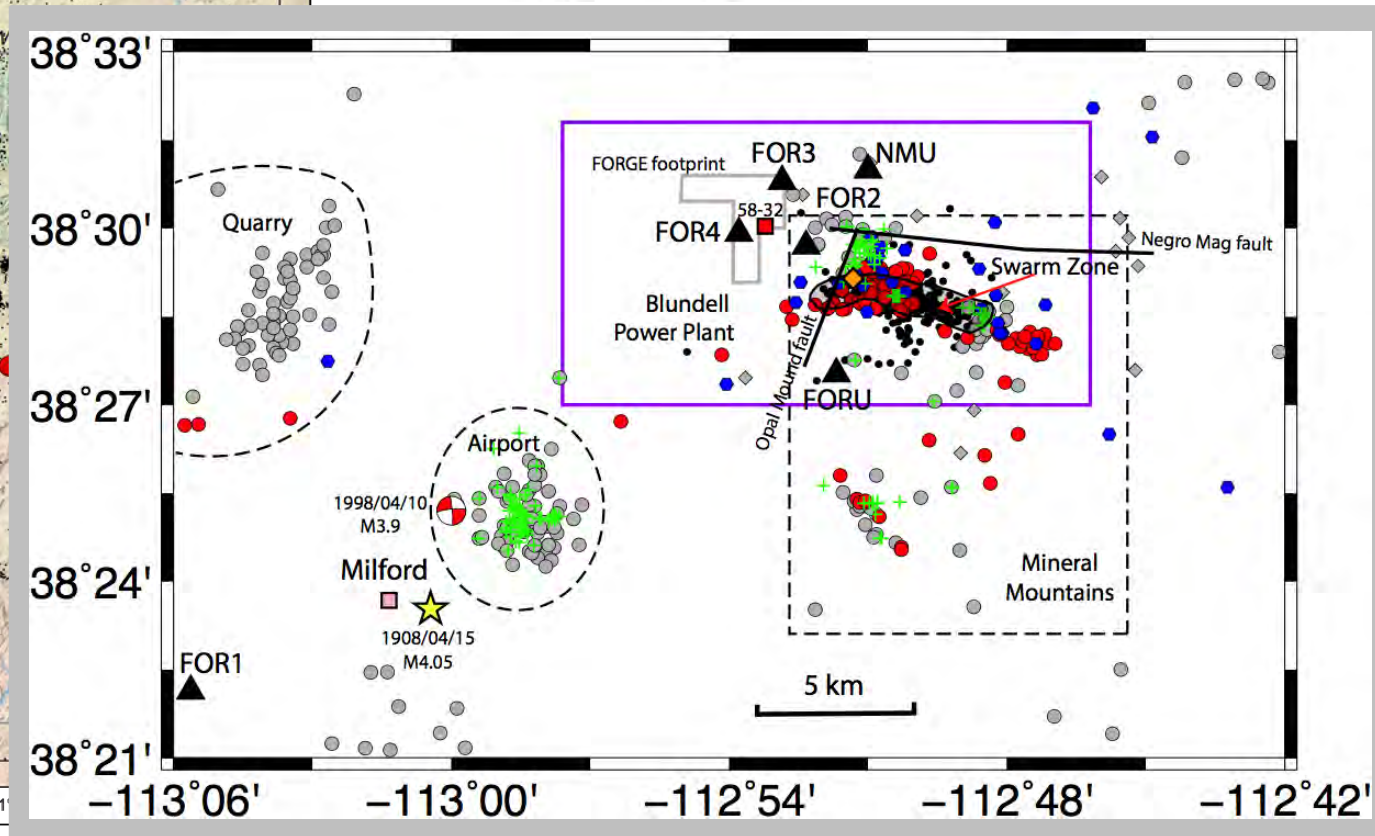 38°33'
FORGE footprint
FOR3
NMU
58-32
FOR2
38°30'
Quarry
FOR4
Negro Mag fault
Swarm Zone
Blundell
Power Plant
Opal Mound fault
38°27'
FORU
Airport
1998/04/10
M3.9
Mineral
Mountains
38°24'
Milford
1908/04/15
M4.05
FOR1
5 km
38°21'
−113°06'
−113°00'
−112°54'
−112°48'
−112°42'